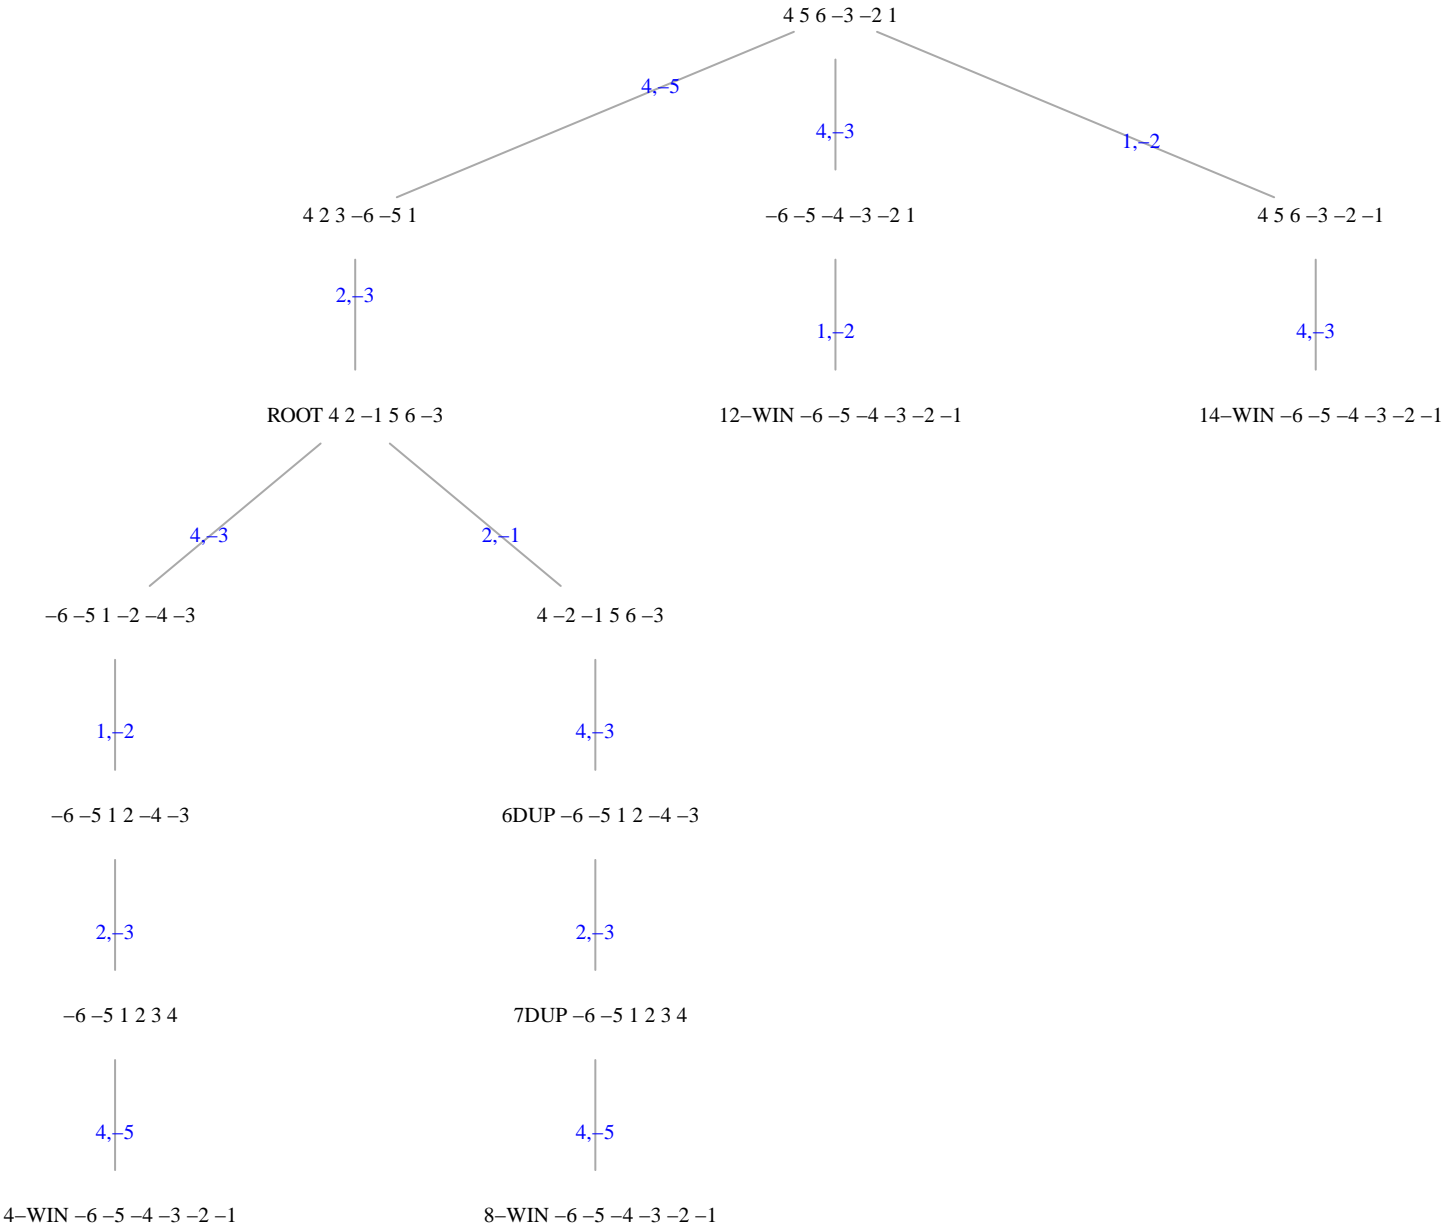 4 5 6 –3 –2 1
4,–5
4,–3
1,–2
4 2 3 –6 –5 1
–6 –5 –4 –3 –2 1
4 5 6 –3 –2 –1
2,–3
1,–2
4,–3
ROOT 4 2 –1 5 6 –3
12–WIN –6 –5 –4 –3 –2 –1
14–WIN –6 –5 –4 –3 –2 –1
4,–3
2,–1
–6 –5 1 –2 –4 –3
4 –2 –1 5 6 –3
1,–2
4,–3
–6 –5 1 2 –4 –3
6DUP –6 –5 1 2 –4 –3
2,–3
2,–3
–6 –5 1 2 3 4
7DUP –6 –5 1 2 3 4
4,–5
4,–5
4–WIN –6 –5 –4 –3 –2 –1
8–WIN –6 –5 –4 –3 –2 –1